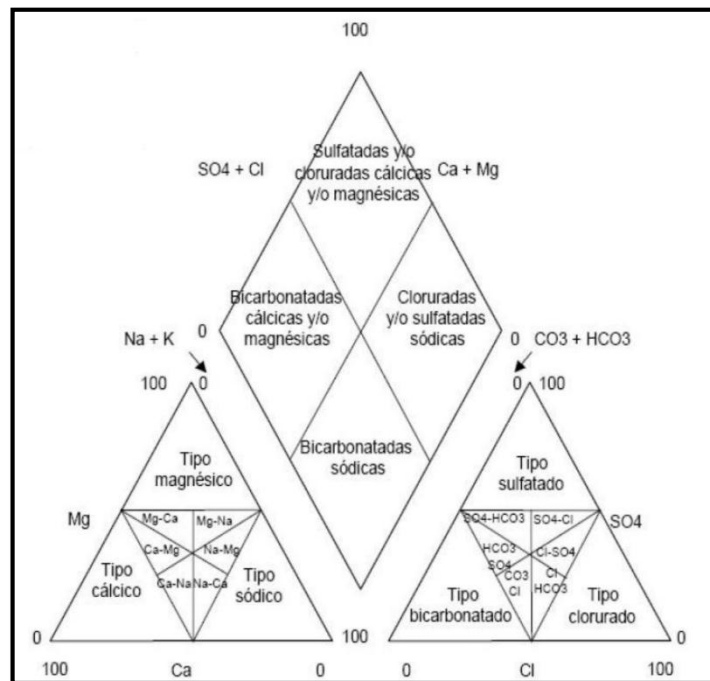 100
Sulfatadas y/o
cloruradas cálcicas
y/o magnésicas
SO4 + Cl
Ca + Mg
Bicarbonatadas
cálcicas y/o
magnésicas
Cloruradas
y/o sulfatadas
sódicas
0
0
Na + K
CO3 + HCO3
100
0
0
100
Bicarbonatadas
sódicas
Tipo
magnésico
Tipo
sulfatado
Mg
Mg-Ca
Mg-Na
SO4-HCO3
SO4-Cl
SO4
Ca-Mg
Na-Mg
HCO3
SO4
Cl-SO4
Ca-Na
Na-Ca
CO3
Cl
Cl
HCO3
Tipo
cálcico
Tipo
sódico
Tipo
bicarbonatado
Tipo
clorurado
0
100
0
100
Ca
0
0
Cl
100